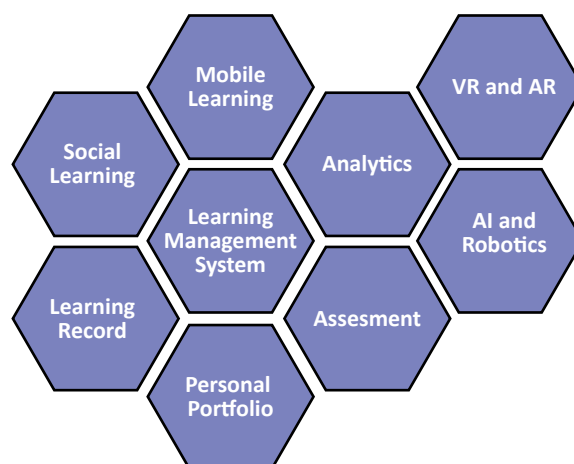 Mobile
Learning
VR and AR
Social
Learning
Analytics
Learning
Management
System
AI and
Robotics
Learning
Record
Assesment
Personal
Portfolio